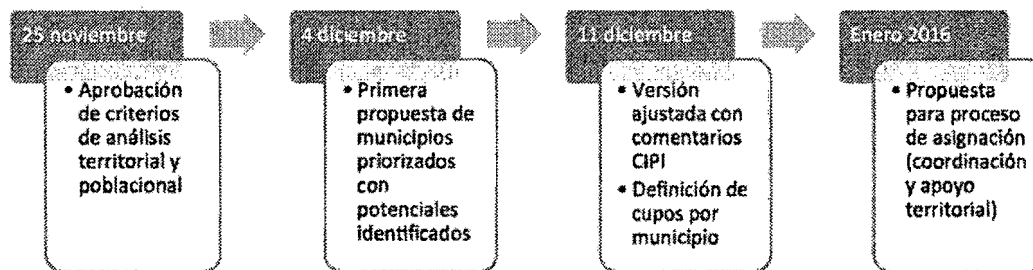 25 noviembre
• Aprobación
de criterios
de análisis
territorial y
poblacional
4 diciembre
• Primera
propuesta de
municipios
priorizados
con
potenciales
identificados
11 diciembre
• Versión
ajustada con
comentarios
CIPI
• Definición de
cupos por
municipio
Enero 2016
• Propuesta
para proceso
de asignación
(coordinación
y apoyo
territorial)